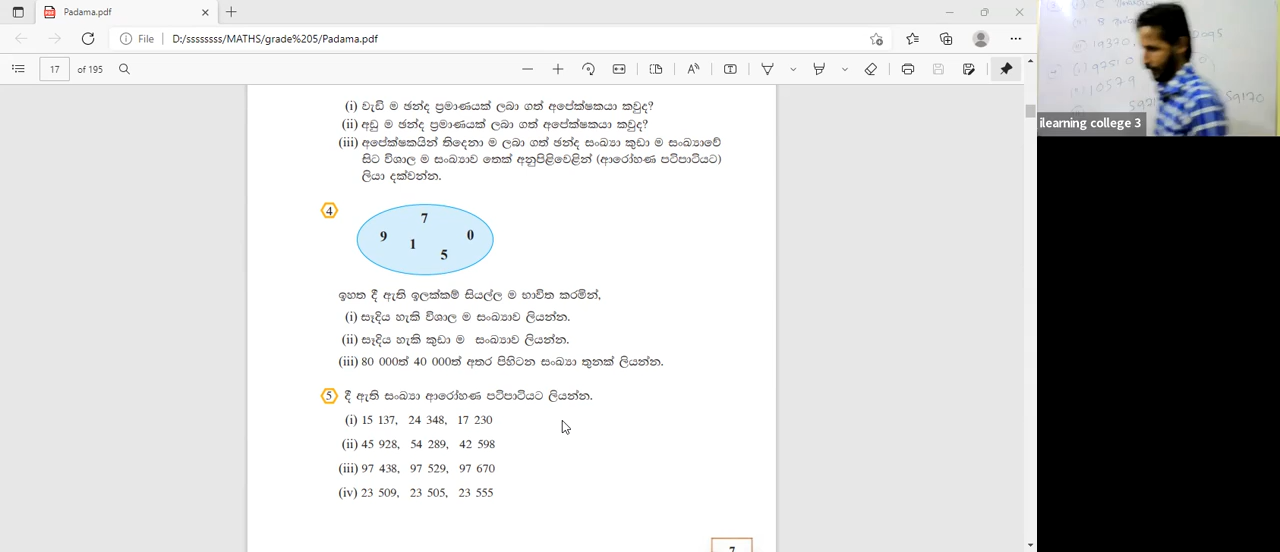 Padama.pdf
File D:/ssssssss/MATHS/grade%205/Padama.pdf
17 of 195
(i) වැඩි ම ඡන්ද ප්‍රමාණයක් ලබා ගත් අපේක්ෂකයා කවුද?
(ii) අඩු ම ඡන්ද ප්‍රමාණයක් ලබා ගත් අපේක්ෂකයා කවුද?
(iii) අපේක්ෂකයින් තිදෙනා ම ලබා ගත් ඡන්ද සංඛ්‍යා කුඩා ම සංඛ්‍යාවේ
සිට විශාල ම සංඛ්‍යාව තෙක් අනුපිළිවෙළින් (ආරෝහණ පටිපාටියට)
ලියා දක්වන්න.
4
7
9 1 5 0
ඉහත දී ඇති ඉලක්කම් සියල්ල ම භාවිත කරමින්,
(i) සෑදිය හැකි විශාල ම සංඛ්‍යාව ලියන්න.
(ii) සෑදිය හැකි කුඩා ම සංඛ්‍යාව ලියන්න.
(iii) 80 000ත් 40 000ත් අතර පිහිටන සංඛ්‍යා තුනක් ලියන්න.
5 දී ඇති සංඛ්‍යා ආරෝහණ පටිපාටියට ලියන්න.
(i) 15 137, 24 348, 17 230
(ii) 45 928, 54 289, 42 598
(iii) 97 438, 97 529, 97 670
(iv) 23 509, 23 505, 23 555
7
ilearning college 3
59170